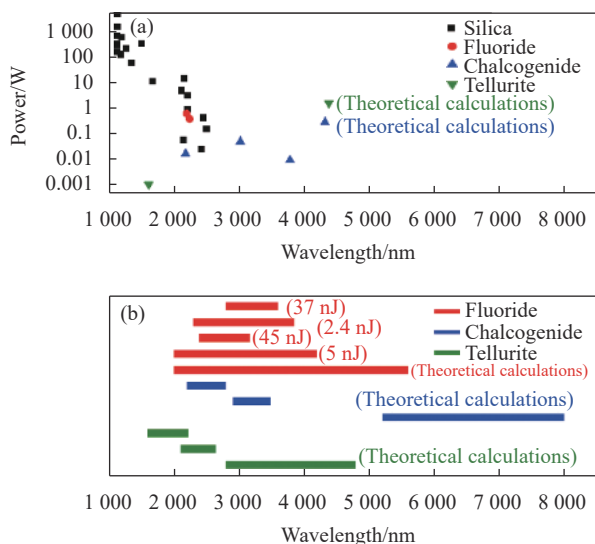 (a)
Silica
Fluoride
Chalcogenide
Tellurite
(Theoretical calculations)
(Theoretical calculations)
Power/W
1 000
100
10
1
0.1
0.01
0.001
1 000 2 000 3 000 4 000 5 000 6 000 7 000 8 000
Wavelength/nm
(b)
(37 nJ)
(2.4 nJ)
(45 nJ)
(5 nJ)
(Theoretical calculations)
Fluoride
Chalcogenide
Tellurite
(Theoretical calculations)
(Theoretical calculations)
1 000 2 000 3 000 4 000 5 000 6 000 7 000 8 000
Wavelength/nm